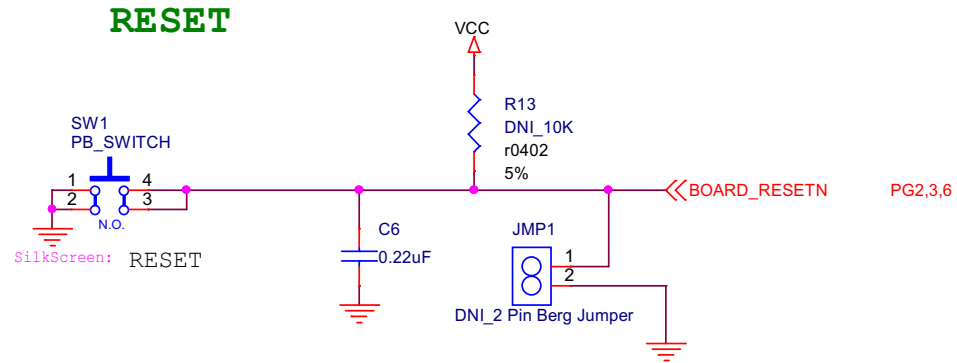 RESET
VCC
R13
DNI_10K
r0402
5%
SW1
PB_SWITCH
1
2
4
3
N.O.
SilkScreen: RESET
C6
0.22uF
JMP1
1
2
DNI_2 Pin Berg Jumper
BOARD_RESETN PG2,3,6